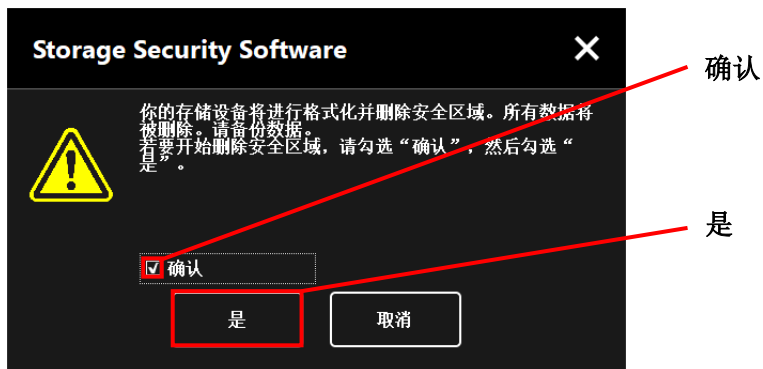 Storage Security Software
确认
你的存储设备将进行格式化并删除安全区域。所有数据将
被删除。请备份数据。
若要开始删除安全区域，请勾选“确认”，然后勾选“
是”。
是
确认
是
取消